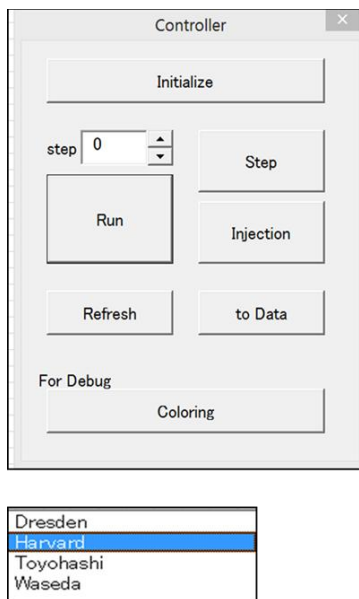 Controller
Initialize
step 0
Step
Run
Injection
Refresh
to Data
For Debug
Coloring
Dresden
Harvard
Toyohashi
Waseda